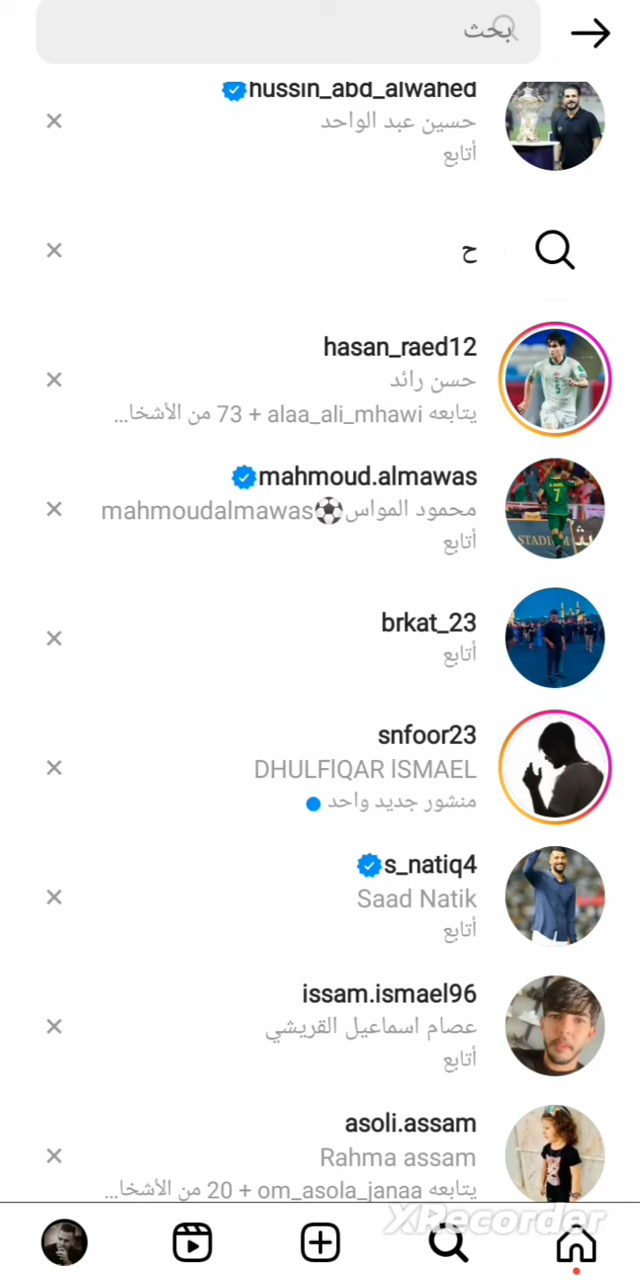 بحث
hussin_abd_alwahed
حسين عبد الواحد
أتابع
ح
hasan_raed12
حسن رائد
يتابعه alaa_ali_mhawi + 73 من الأشخا...
mahmoud.almawas
محمود المواس⚽mahmoudalmawas
أتابع
brkat_23
أتابع
snfoor23
DHULFIQAR ISMAEL
منشور جديد واحد
s_natiq4
Saad Natik
أتابع
issam.ismael96
عصام اسماعيل القريشي
أتابع
asoli.assam
Rahma assam
يتابعه om_asola_janaa + 20 من الأشخا...
XRecorder